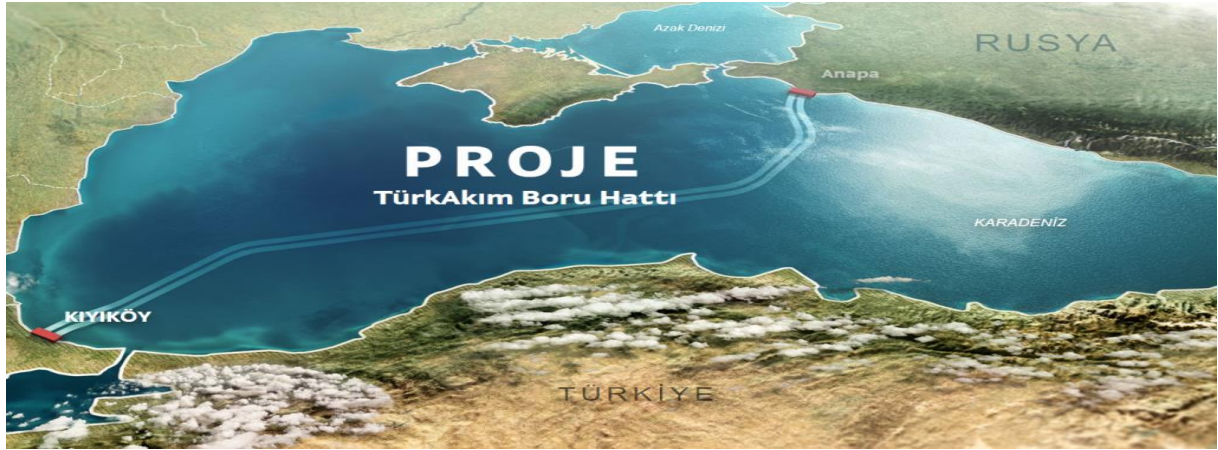 Azak Denizi
RUSYA
Anapa
PROJE
TürkAkım Boru Hattı
KARADENİZ
KIYIKÖY
TÜRKİYE